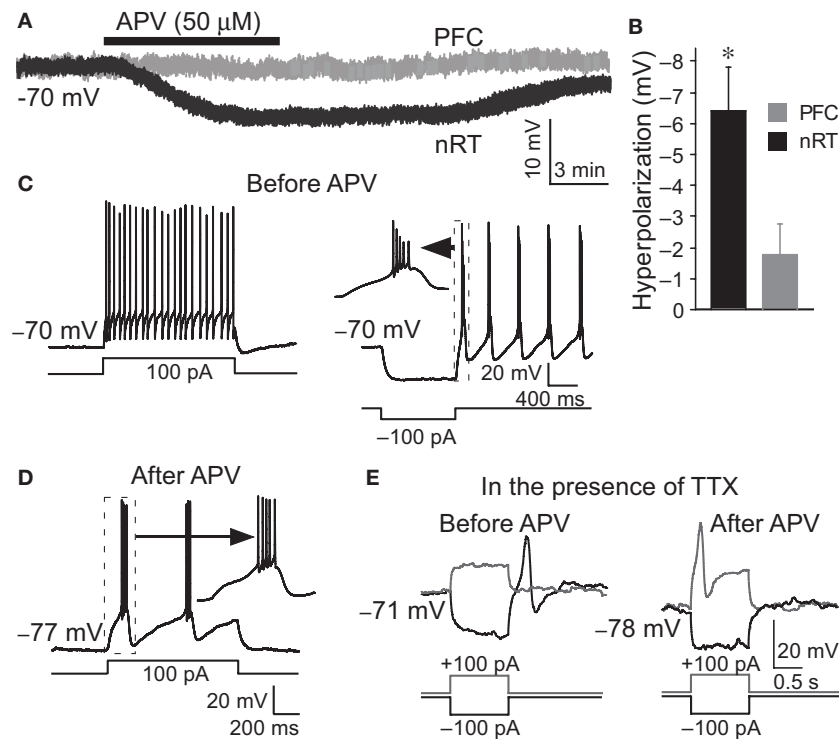 A
APV (50 μM)
PFC
-70 mV
nRT
10 mV
3 min
B
Hyperpolarization (mV)
–8
–7
–6
–5
–4
–3
–2
–1
0
*
PFC
nRT
C
Before APV
–70 mV
100 pA
–70 mV
20 mV
400 ms
–100 pA
D
After APV
–77 mV
100 pA
20 mV
200 ms
E
In the presence of TTX
Before APV
After APV
–71 mV
–78 mV
20 mV
0.5 s
+100 pA
–100 pA
+100 pA
–100 pA